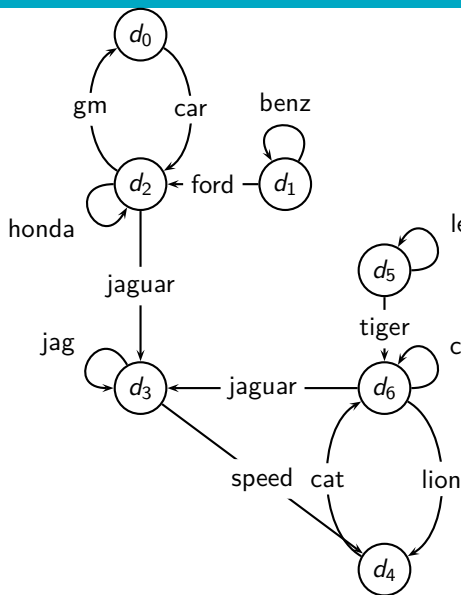 d0
gm
car
benz
d2
ford
d1
honda
d5
jaguar
tiger
jag
d3
jaguar
d6
speed
cat
lion
d4